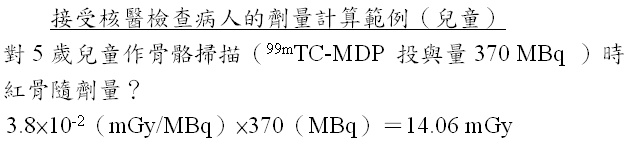 接受核醫檢查病人的劑量計算範例（兒童）
對 5 歲兒童作骨骼掃描（⁹⁹ᵐTC-MDP 投與量 370 MBq ）時
紅骨隨劑量？
3.8×10⁻²（mGy/MBq）×370（MBq）＝14.06 mGy